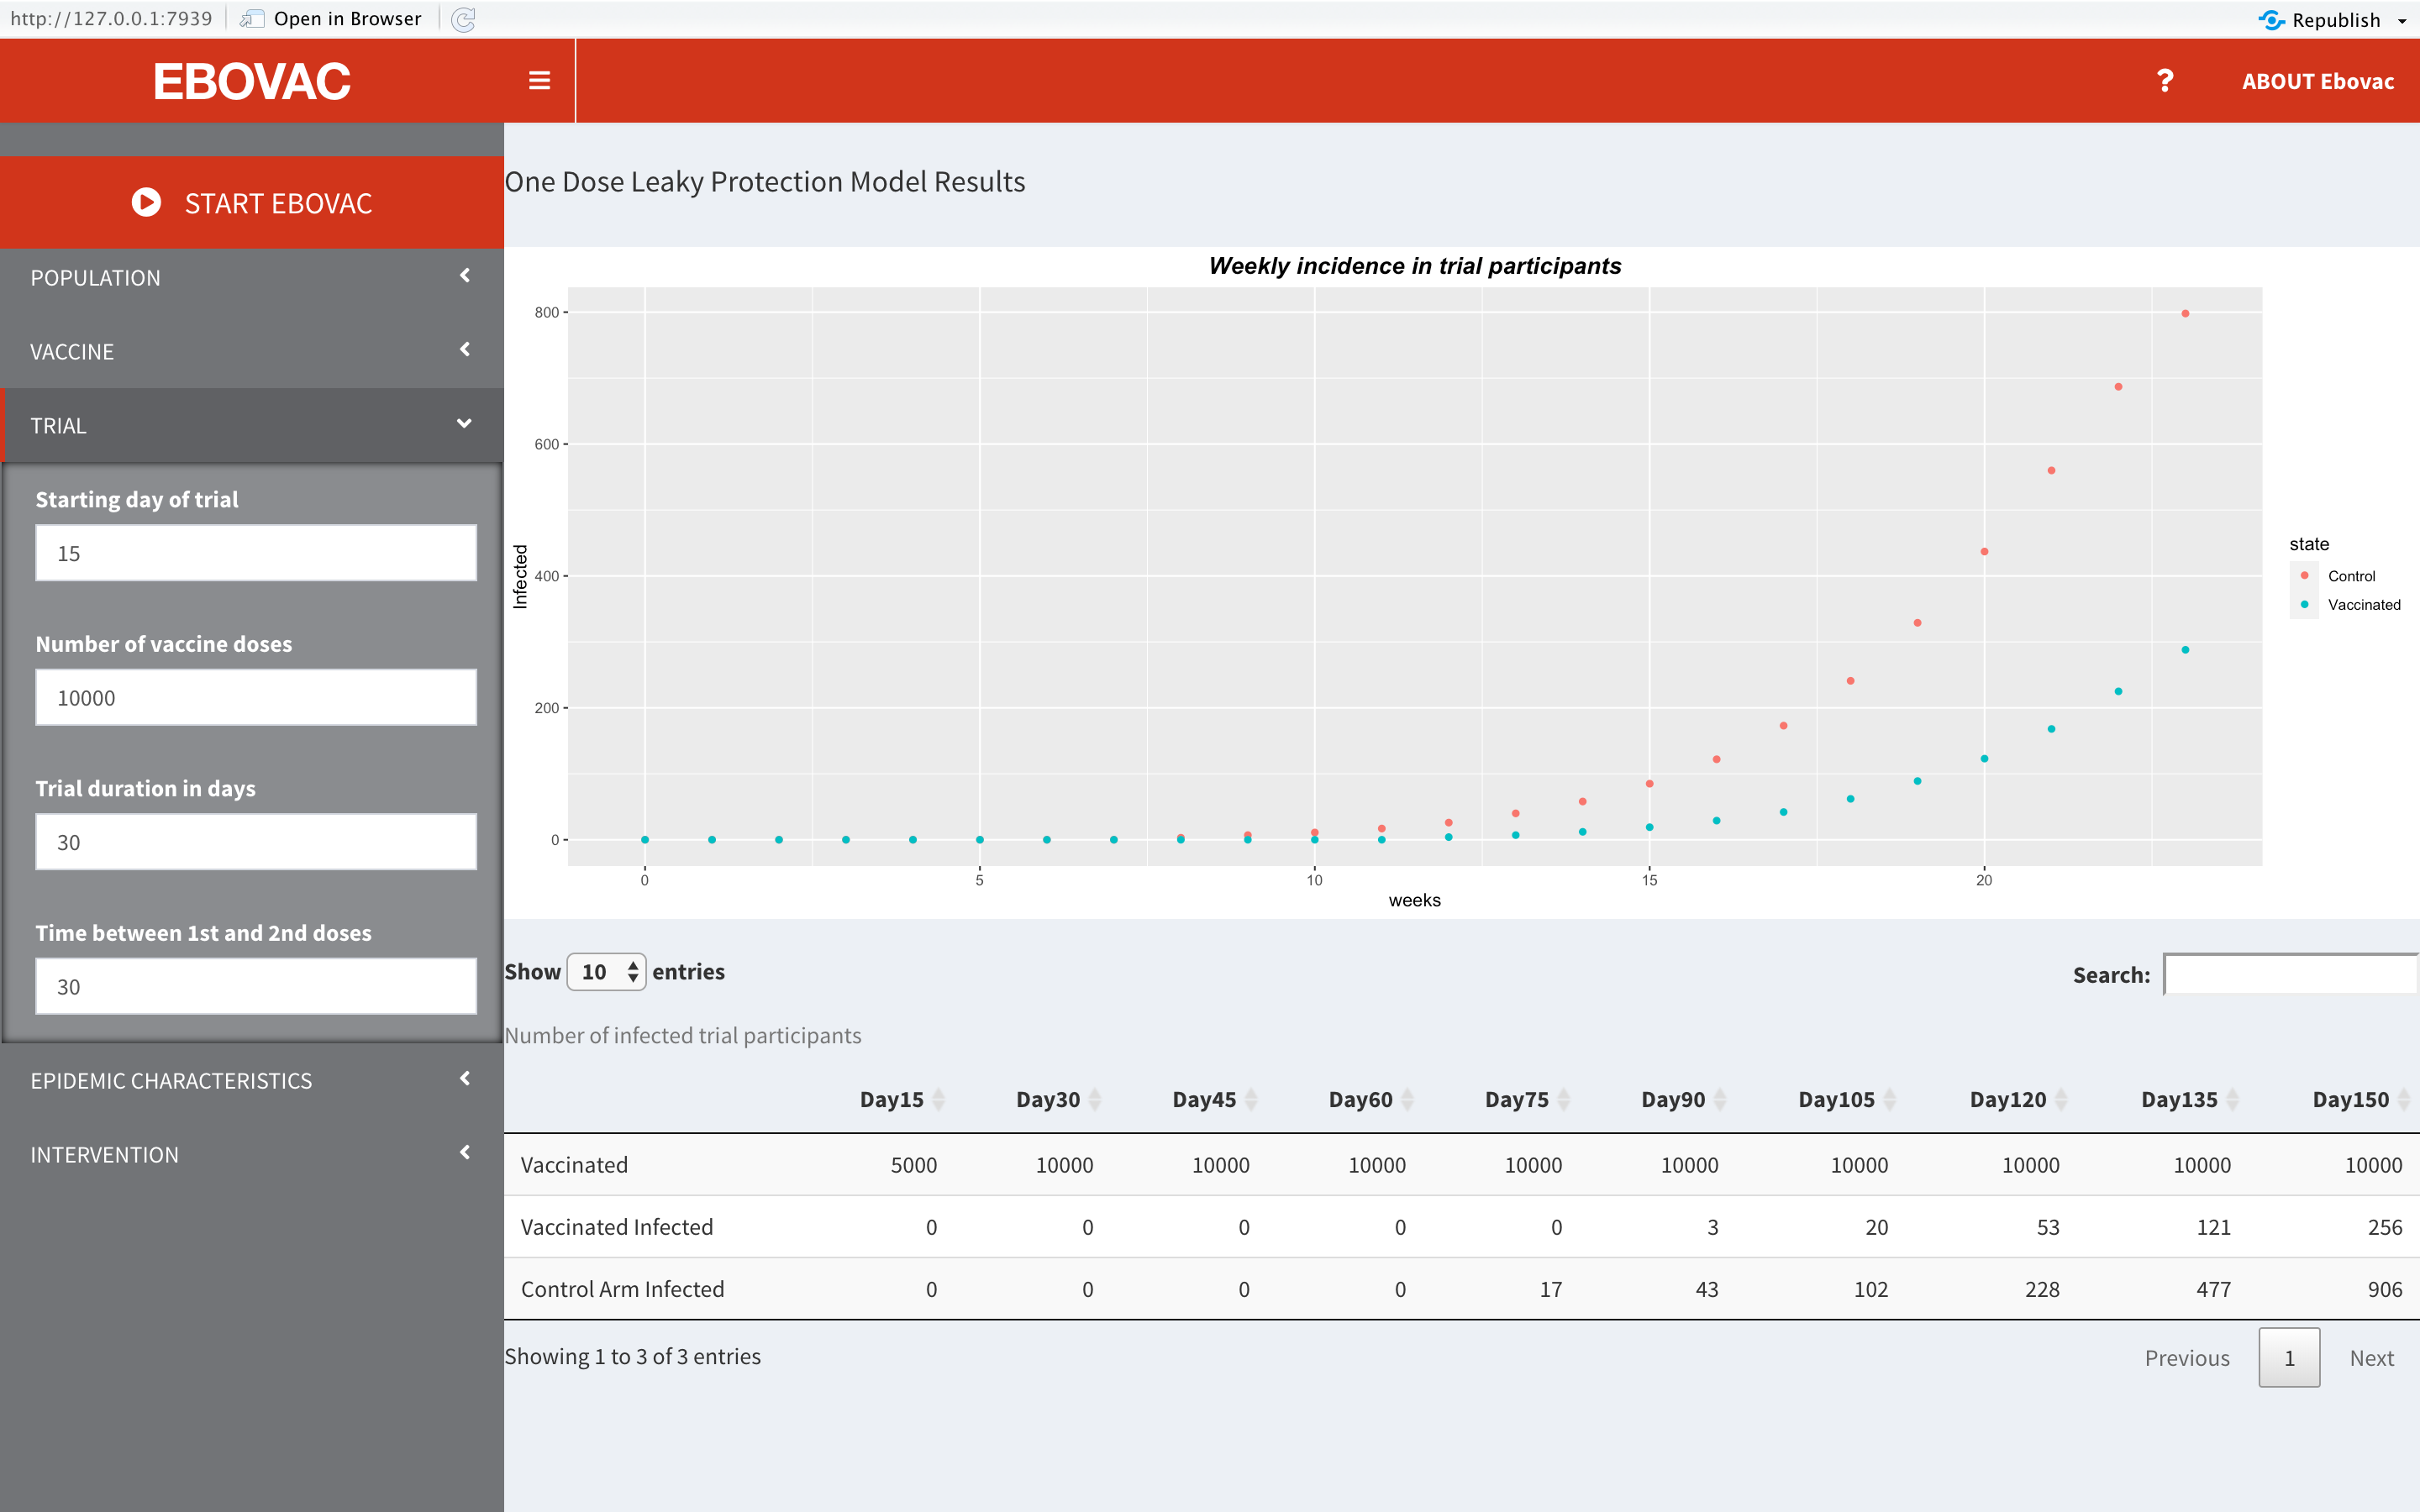 http://127.0.0.1:7939 Open in Browser Republish
EBOVAC ? ABOUT Ebovac
START EBOVAC
POPULATION
VACCINE
TRIAL
Starting day of trial
15
Number of vaccine doses
10000
Trial duration in days
30
Time between 1st and 2nd doses
30
EPIDEMIC CHARACTERISTICS
INTERVENTION
One Dose Leaky Protection Model Results
Weekly incidence in trial participants
800
600
400
200
0
Infected
0 5 10 15 20
weeks
state
Control
Vaccinated
Show 10 entries Search:
Number of infected trial participants
Day15 Day30 Day45 Day60 Day75 Day90 Day105 Day120 Day135 Day150
Vaccinated 5000 10000 10000 10000 10000 10000 10000 10000 10000 10000
Vaccinated Infected 0 0 0 0 0 3 20 53 121 256
Control Arm Infected 0 0 0 0 17 43 102 228 477 906
Showing 1 to 3 of 3 entries Previous 1 Next